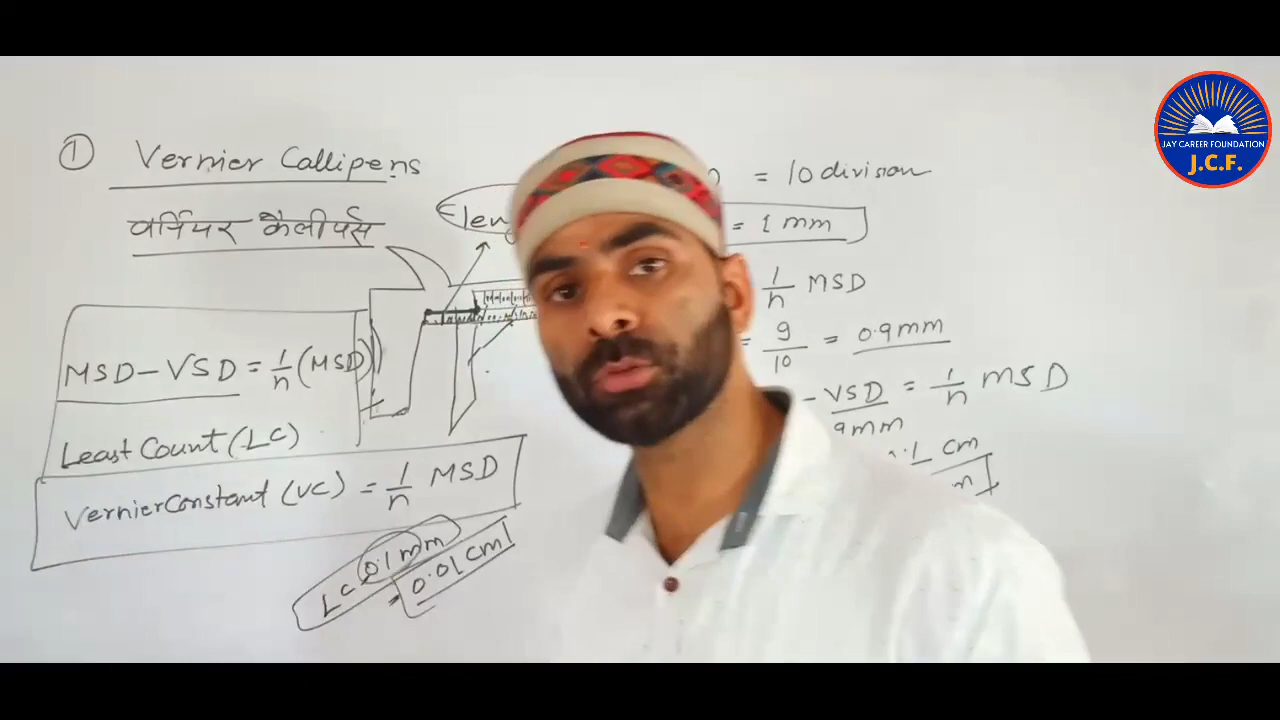 ① Vernier Callipens
वर्नियर कैलीपर्स
MSD - VSD = 1/n (MSD)
Least Count (LC)
Vernier Constant (VC) = 1/n MSD
LC 0.1 mm
= 0.01 cm
= 10 division
= 1 mm
1/n MSD
= 9/10 = 0.9 mm
- VSD = 1/n MSD
9mm
cm
JAY CAREER FOUNDATION
J.C.F.